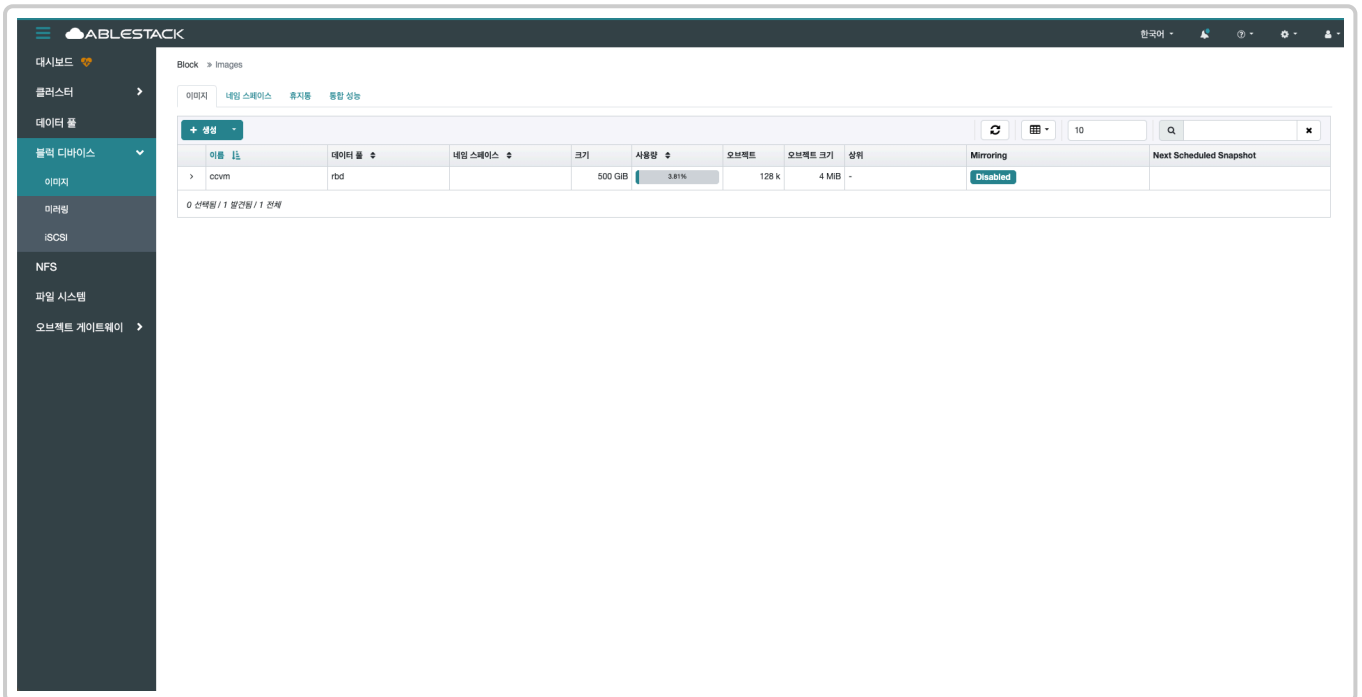 ABLESTACK
한국어
대시보드
클러스터
데이터 풀
블럭 디바이스
이미지
미러링
iSCSI
NFS
파일 시스템
오브젝트 게이트웨이
Block » Images
이미지 네임 스페이스 휴지통 통합 성능
+ 생성 10
이름 데이터 풀 네임 스페이스 크기 사용량 오브젝트 오브젝트 크기 상위 Mirroring Next Scheduled Snapshot
ccvm rbd 500 GiB 3.81% 128 k 4 MiB - Disabled
0 선택됨 / 1 발견됨 / 1 전체